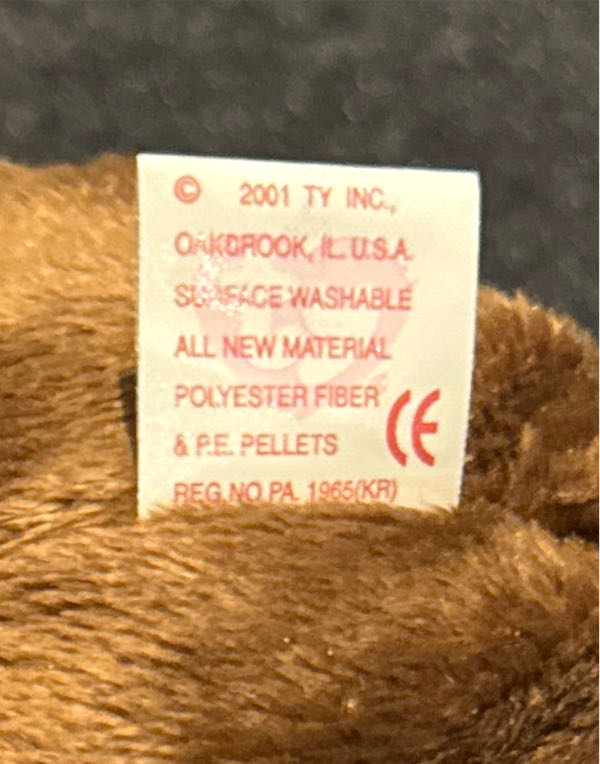 © 2001 TY INC.,
OAKBROOK, IL. U.S.A.
SURFACE WASHABLE
ALL NEW MATERIAL
POLYESTER FIBER
& P.E. PELLETS
CE
REG.NO PA. 1965(KR)